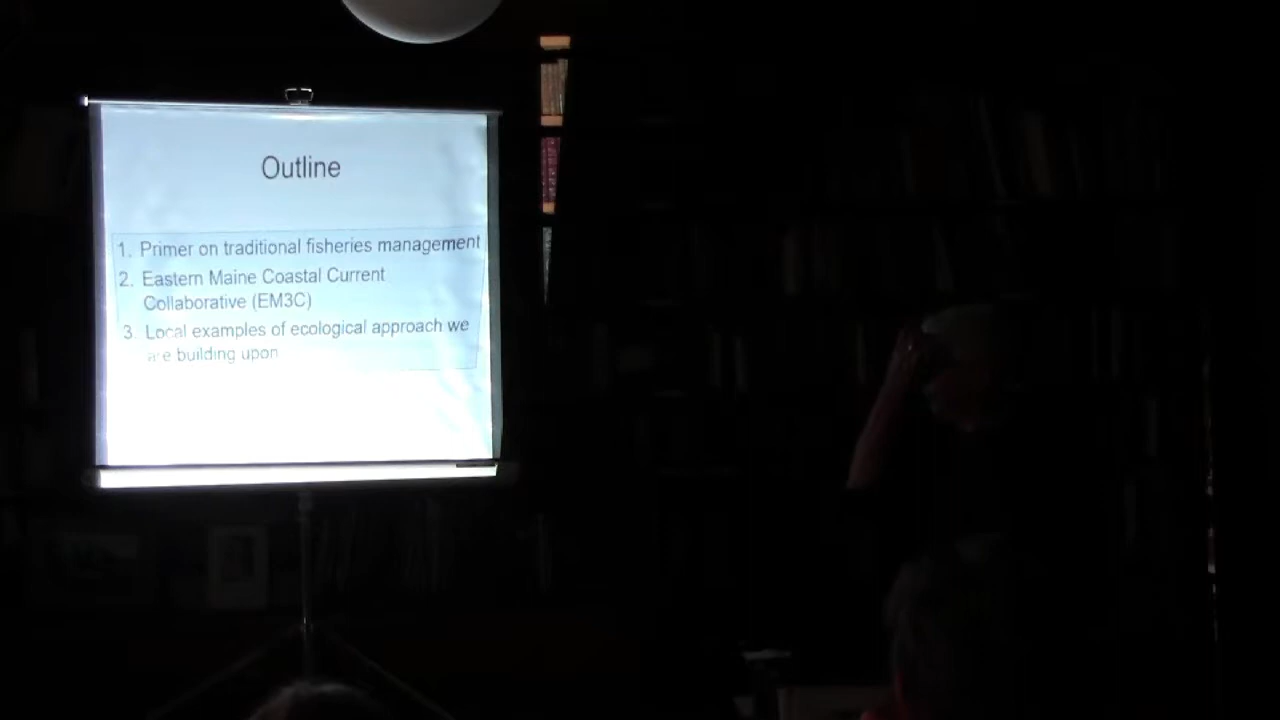 Outline
1. Primer on traditional fisheries management
2. Eastern Maine Coastal Current
Collaborative (EM3C)
3. Local examples of ecological approach we
are building upon